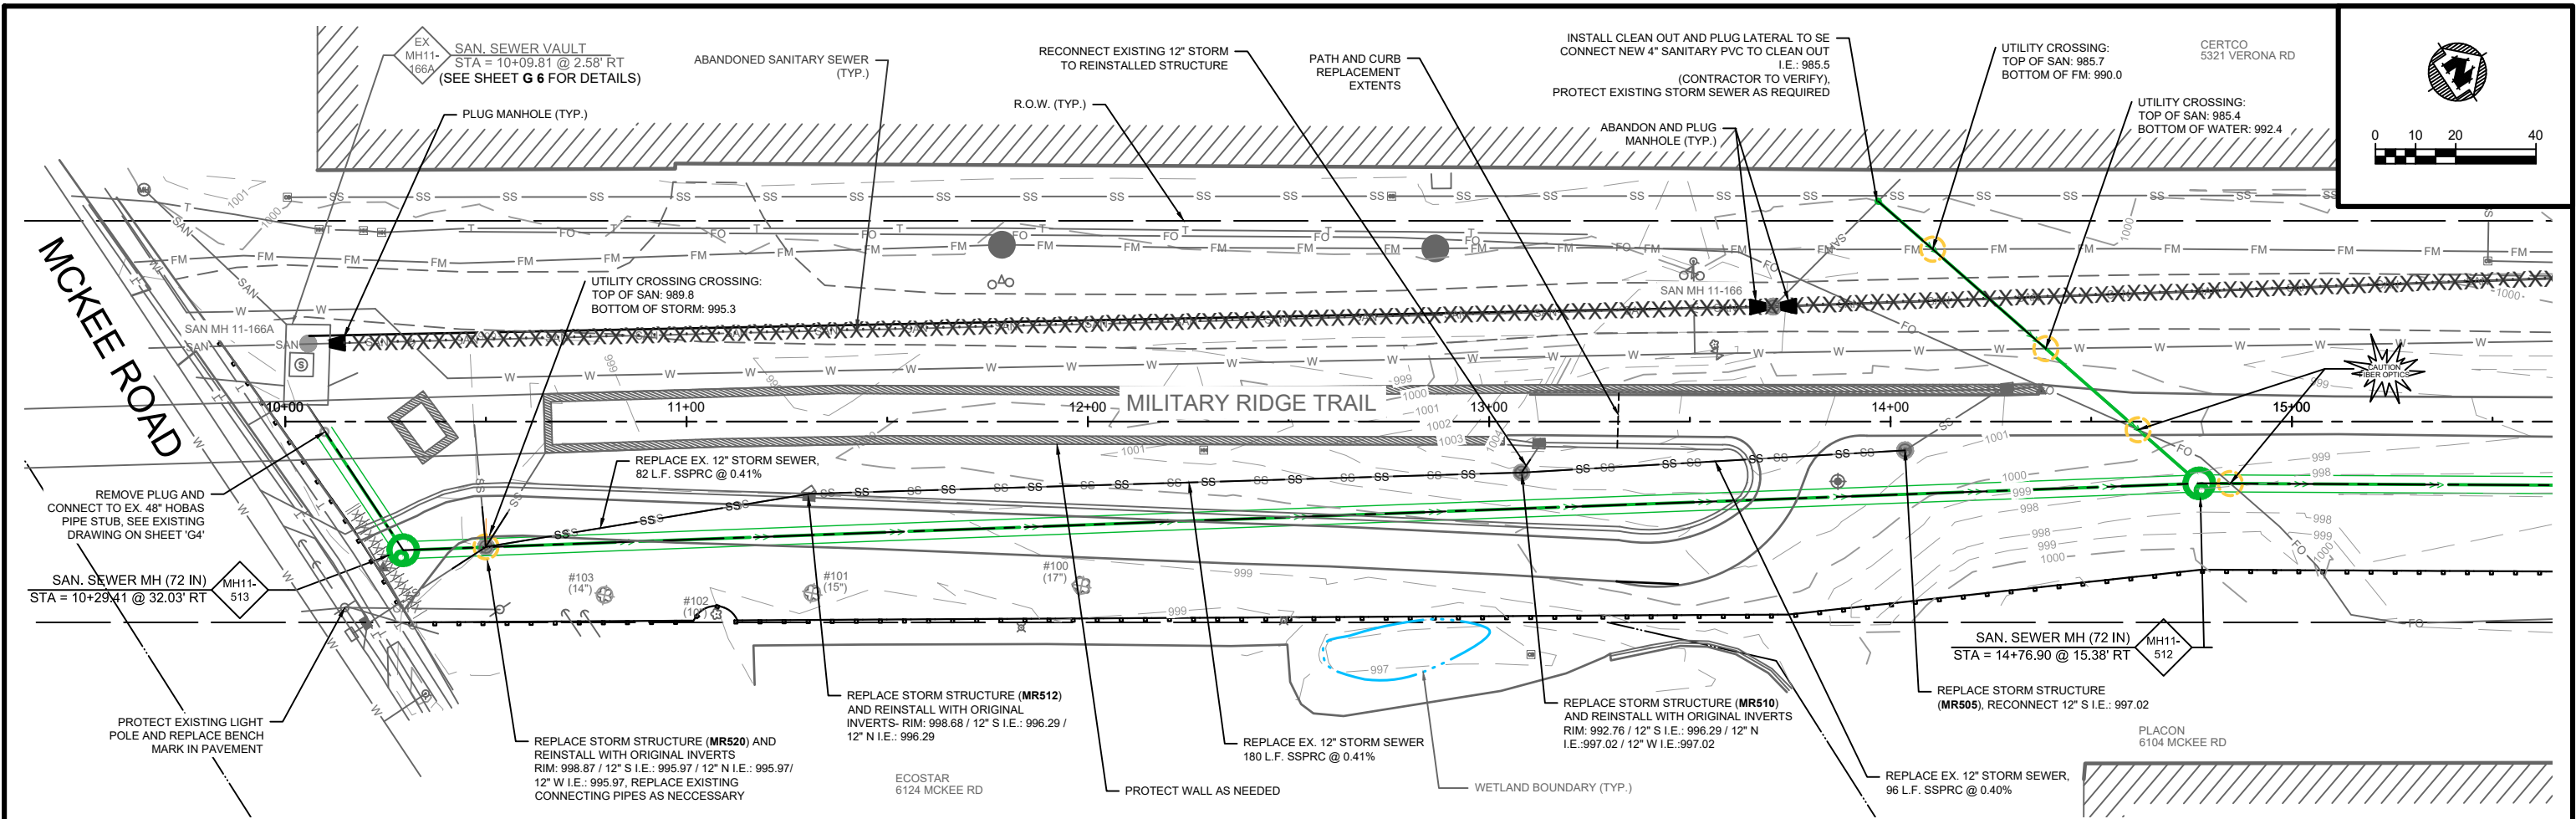 EX
MH11-
166A
SAN. SEWER VAULT
STA = 10+09.81 @ 2.58' RT
(SEE SHEET G 6 FOR DETAILS)
PLUG MANHOLE (TYP.)
ABANDONED SANITARY SEWER
(TYP.)
R.O.W. (TYP.)
RECONNECT EXISTING 12" STORM
TO REINSTALLED STRUCTURE
PATH AND CURB
REPLACEMENT
EXTENTS
INSTALL CLEAN OUT AND PLUG LATERAL TO SE
CONNECT NEW 4" SANITARY PVC TO CLEAN OUT
I.E.: 985.5
(CONTRACTOR TO VERIFY),
PROTECT EXISTING STORM SEWER AS REQUIRED
ABANDON AND PLUG
MANHOLE (TYP.)
UTILITY CROSSING:
TOP OF SAN: 985.7
BOTTOM OF FM: 990.0
CERTCO
5321 VERONA RD
UTILITY CROSSING:
TOP OF SAN: 985.4
BOTTOM OF WATER: 992.4
0 10 20 40
MCKEE ROAD
UTILITY CROSSING CROSSING:
TOP OF SAN: 989.8
BOTTOM OF STORM: 995.3
SAN MH 11-166A
SAN MH 11-166
CAUTION
FIBER OPTICS
10+00 11+00 12+00 13+00 14+00 15+00
MILITARY RIDGE TRAIL
REPLACE EX. 12" STORM SEWER,
82 L.F. SSPRC @ 0.41%
REMOVE PLUG AND
CONNECT TO EX. 48" HOBAS
PIPE STUB, SEE EXISTING
DRAWING ON SHEET 'G4'
SAN. SEWER MH (72 IN)
STA = 10+29.41 @ 32.03' RT
MH11-
513
#103
(14")
#102
#101
(15")
#100
(17")
997
SAN. SEWER MH (72 IN)
STA = 14+76.90 @ 15.38' RT
MH11-
512
PROTECT EXISTING LIGHT
POLE AND REPLACE BENCH
MARK IN PAVEMENT
REPLACE STORM STRUCTURE (MR520) AND
REINSTALL WITH ORIGINAL INVERTS
RIM: 998.87 / 12" S I.E.: 995.97 / 12" N I.E.: 995.97/
12" W I.E.: 995.97, REPLACE EXISTING
CONNECTING PIPES AS NECCESSARY
REPLACE STORM STRUCTURE (MR512)
AND REINSTALL WITH ORIGINAL
INVERTS- RIM: 998.68 / 12" S I.E.: 996.29 /
12" N I.E.: 996.29
ECOSTAR
6124 MCKEE RD
PROTECT WALL AS NEEDED
REPLACE EX. 12" STORM SEWER
180 L.F. SSPRC @ 0.41%
WETLAND BOUNDARY (TYP.)
REPLACE STORM STRUCTURE (MR510)
AND REINSTALL WITH ORIGINAL INVERTS
RIM: 992.76 / 12" S I.E.: 996.29 / 12" N
I.E.:997.02 / 12" W I.E.:997.02
REPLACE EX. 12" STORM SEWER,
96 L.F. SSPRC @ 0.40%
REPLACE STORM STRUCTURE
(MR505), RECONNECT 12" S I.E.: 997.02
PLACON
6104 MCKEE RD